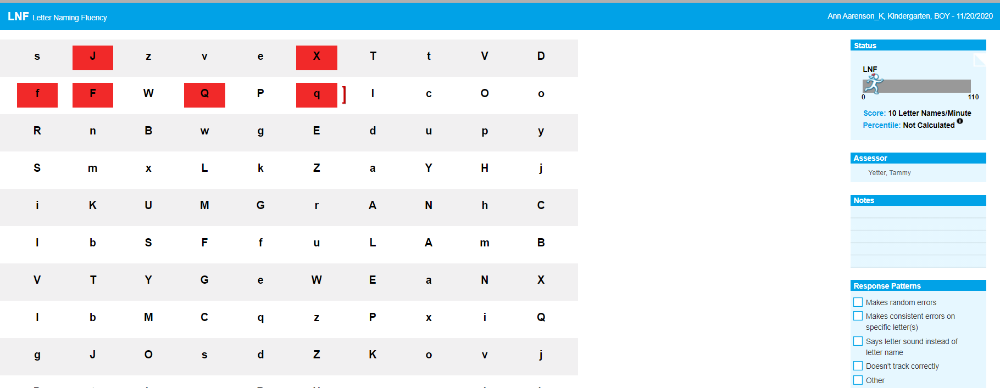 LNF Letter Naming Fluency
Ann Aarenson_K, Kindergarten, BOY - 11/20/2020
s J z v e X T t V D
f F W Q P q ] l c O o
R n B w g E d u p y
S m x L k Z a Y H j
i K U M G r A N h C
l b S F f u L A m B
V T Y G e W E a N X
I b M C q z P x i Q
g J O s d Z K o v j
Status
LNF
0 110
Score: 10 Letter Names/Minute
Percentile: Not Calculated
Assessor
Yetter, Tammy
Notes
Response Patterns
Makes random errors
Makes consistent errors on
specific letter(s)
Says letter sound instead of
letter name
Doesn't track correctly
Other